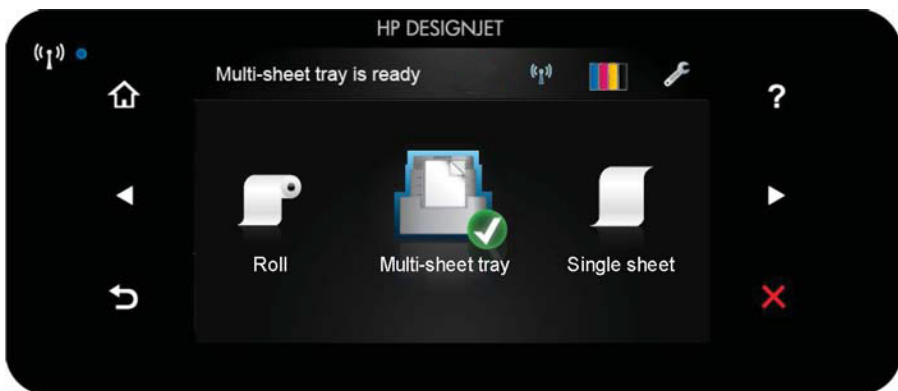 HP DESIGNJET
Multi-sheet tray is ready
?
Roll
Multi-sheet tray
Single sheet